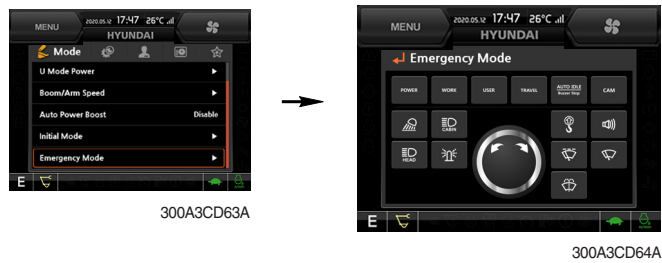 MENU
2020.05.12 17:47 26°C
HYUNDAI
Mode
U Mode Power
Boom/Arm Speed
Auto Power Boost Disable
Initial Mode
Emergency Mode
E
300A3CD63A
MENU
2020.05.12 17:47 26°C
HYUNDAI
Emergency Mode
POWER WORK USER TRAVEL AUTO IDLE CAM
Buzzer Stop
CABIN
HEAD
E
300A3CD64A